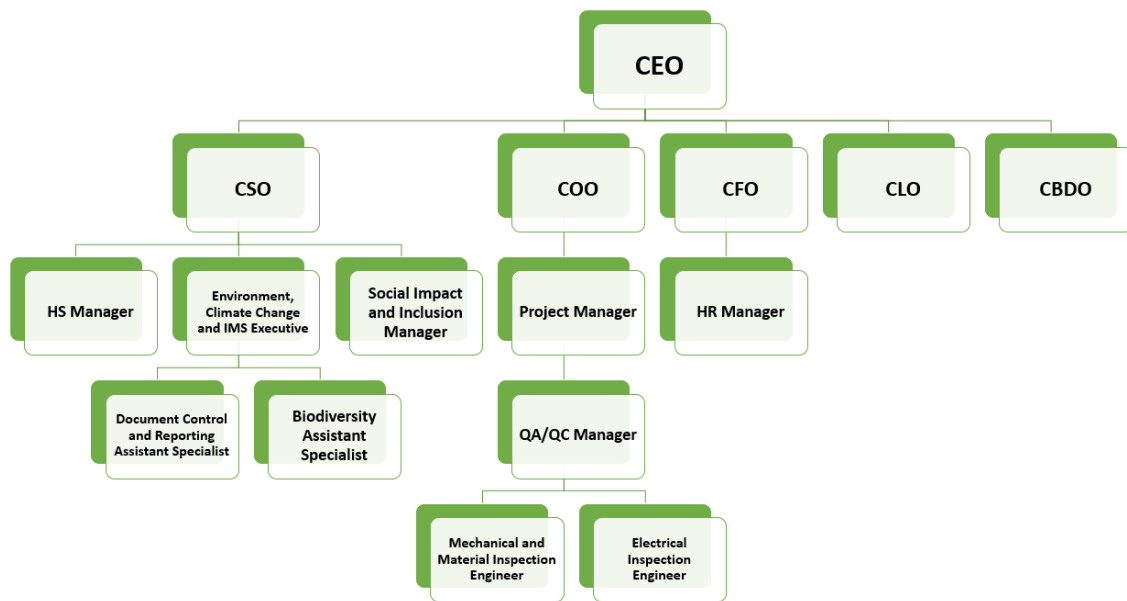 CEO
CSO
COO
CFO
CLO
CBDO
HS Manager
Environment,
Climate Change
and IMS Executive
Social Impact
and Inclusion
Manager
Project Manager
HR Manager
Document Control
and Reporting
Assistant Specialist
Biodiversity
Assistant
Specialist
QA/QC Manager
Mechanical and
Material Inspection
Engineer
Electrical
Inspection
Engineer